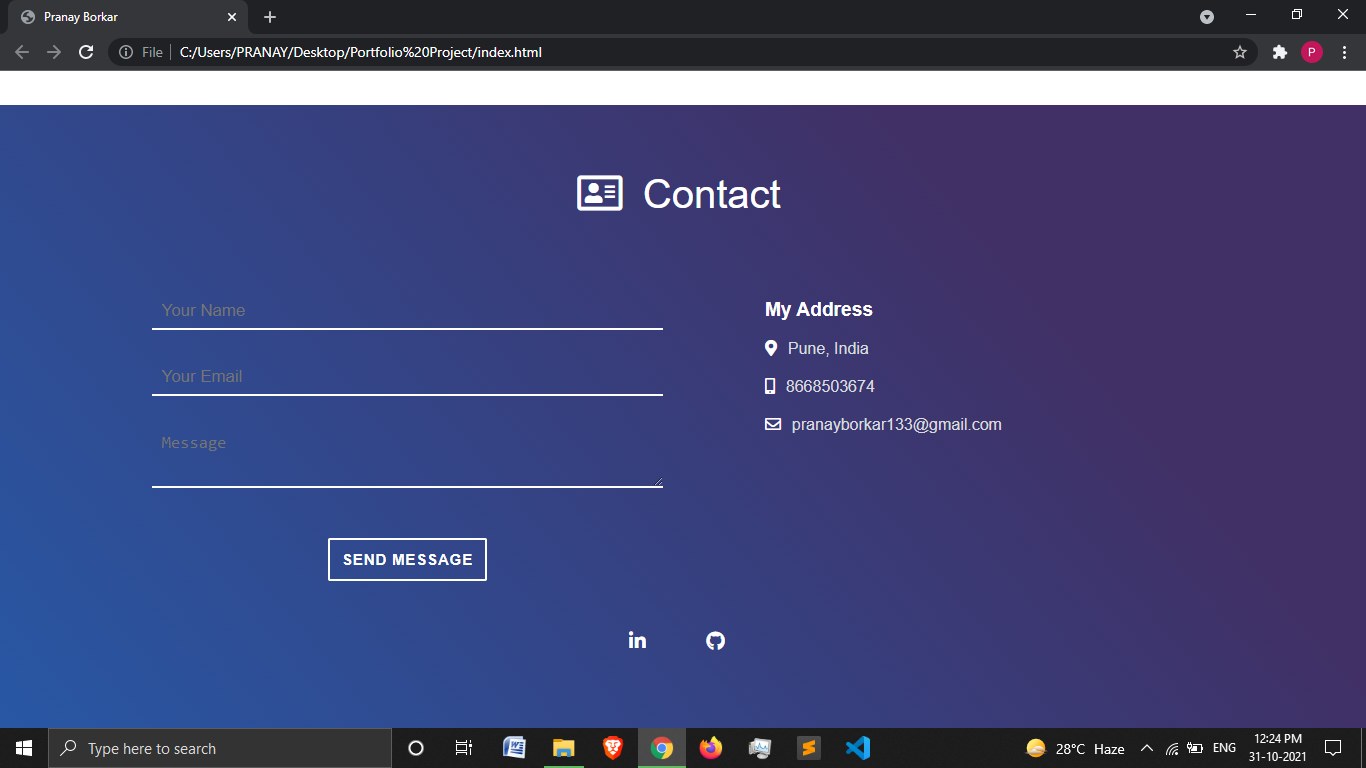 Pranay Borkar
File
C:/Users/PRANAY/Desktop/Portfolio%20Project/index.html
P
Contact
Your Name
Your Email
Message
SEND MESSAGE
My Address
Pune, India
8668503674
pranayborkar133@gmail.com
in
Type here to search
W
28°C Haze
ENG
12:24 PM
31-10-2021